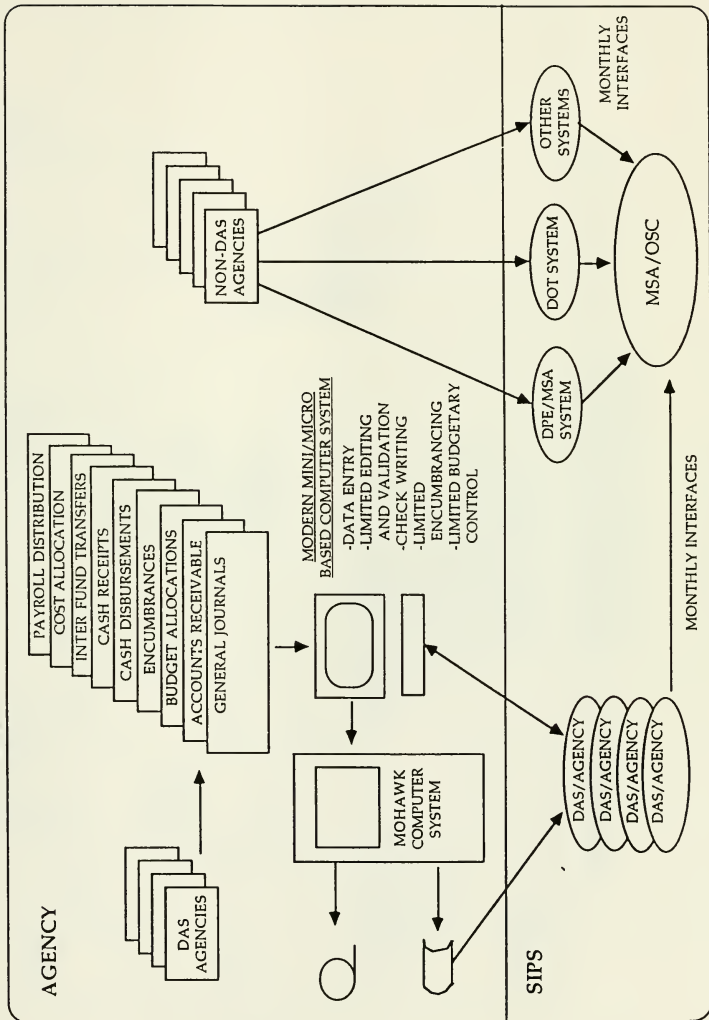 AGENCY
DAS
AGENCIES
PAYROLL DISTRIBUTION
COST ALLOCATION
INTER FUND TRANSFERS
CASH RECEIPTS
CASH DISBURSEMENTS
ENCUMBRANCES
BUDGET ALLOCATIONS
ACCOUNTS RECEIVABLE
GENERAL JOURNALS
NON-DAS
AGENCIES
MOHAWK
COMPUTER
SYSTEM
MODERN MINI/MICRO
BASED COMPUTER SYSTEM
-DATA ENTRY
-LIMITED EDITING
AND VALIDATION
-CHECK WRITING
-LIMITED
ENCUMBRANCING
-LIMITED BUDGETARY
CONTROL
SIPS
DAS/AGENCY
DAS/AGENCY
DAS/AGENCY
DAS/AGENCY
MONTHLY INTERFACES
DPE/MSA
SYSTEM
DOT SYSTEM
OTHER
SYSTEMS
MONTHLY
INTERFACES
MSA/OSC